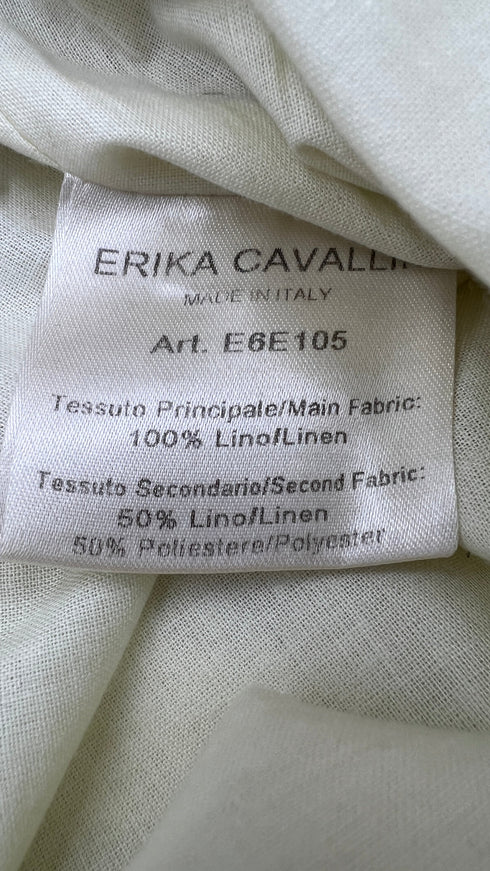 ERIKA CAVALLI
MADE IN ITALY
Art. E6E105
Tessuto Principale/Main Fabric:
100% Lino/Linen
Tessuto Secondario/Second Fabric:
50% Lino/Linen
50% Poliestere/Polyester